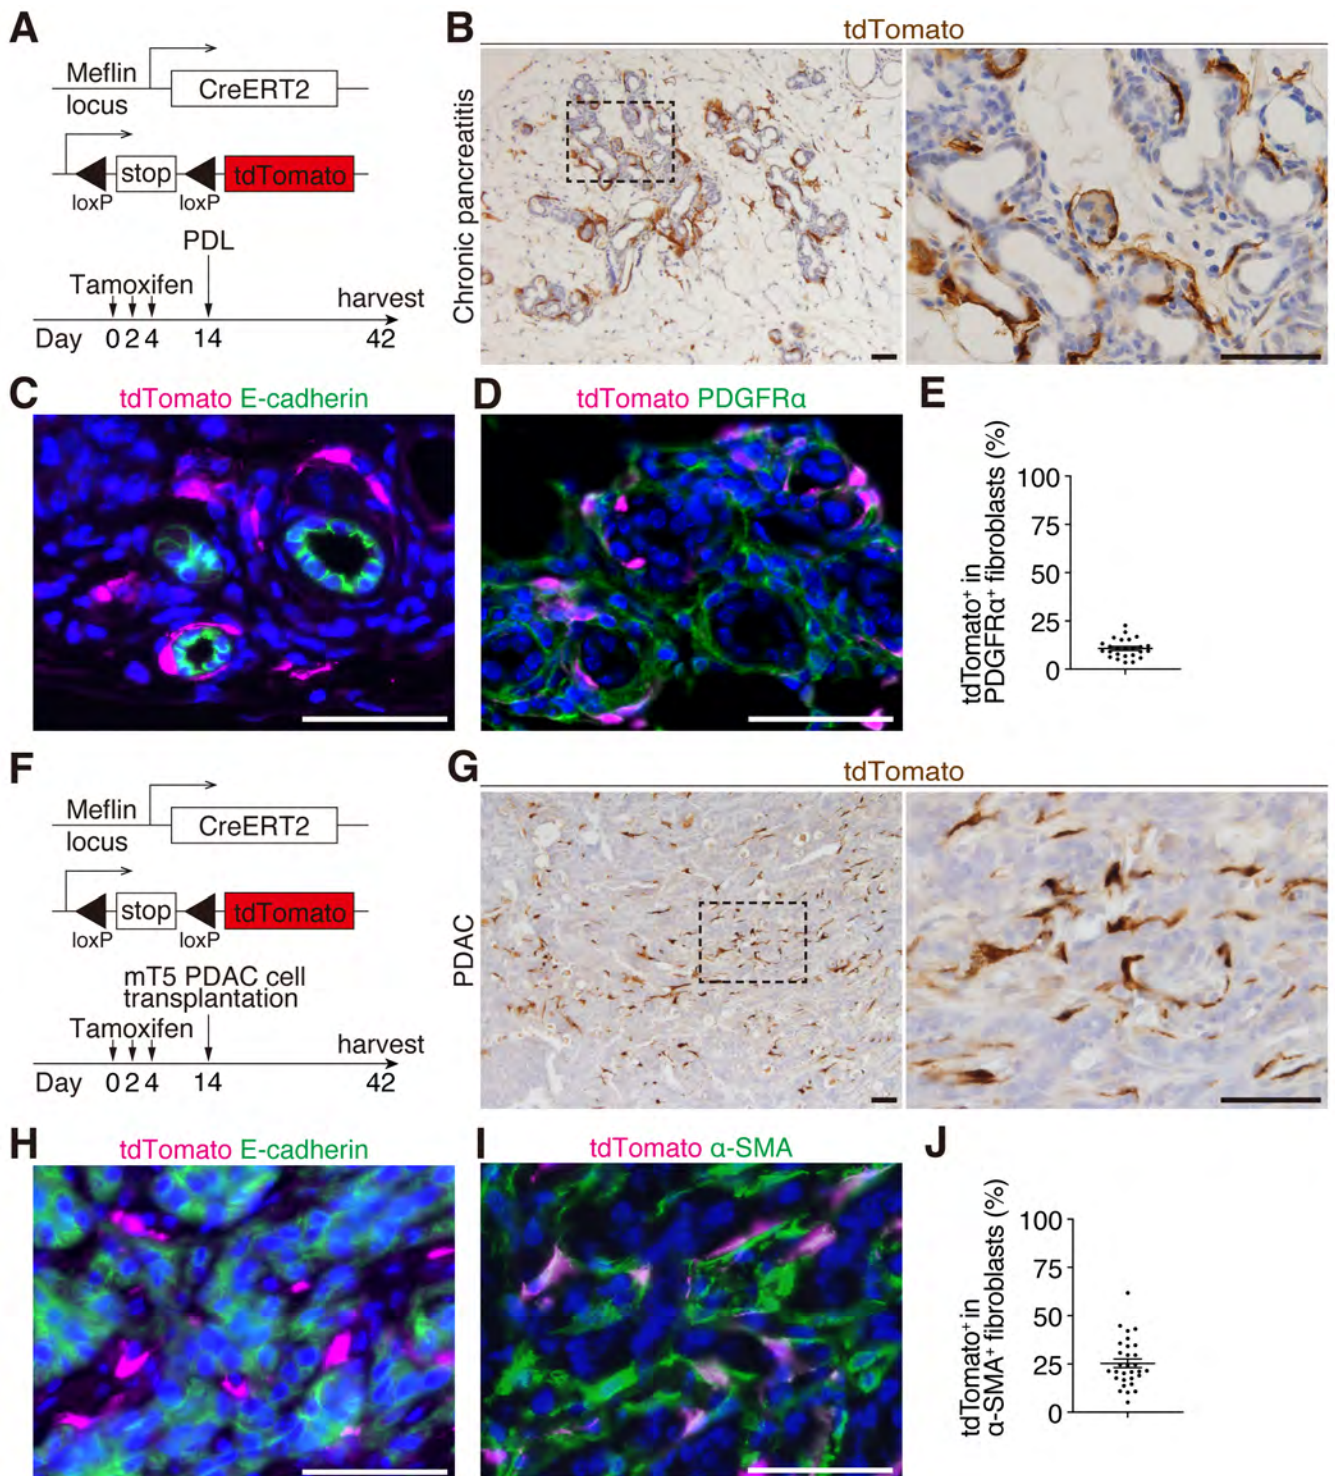 A
Meflin
locus
CreERT2
stop
tdTomato
loxP
loxP
PDL
Tamoxifen
harvest
Day 0 2 4 14 42
B
tdTomato
Chronic pancreatitis
C
tdTomato E-cadherin
D
tdTomato PDGFRα
E
tdTomato⁺ in
PDGFRα⁺ fibroblasts (%)
100
75
50
25
0
F
Meflin
locus
CreERT2
stop
tdTomato
loxP
loxP
mT5 PDAC cell
transplantation
Tamoxifen
harvest
Day 0 2 4 14 42
G
tdTomato
PDAC
H
tdTomato E-cadherin
I
tdTomato α-SMA
J
tdTomato⁺ in
α-SMA⁺ fibroblasts (%)
100
75
50
25
0